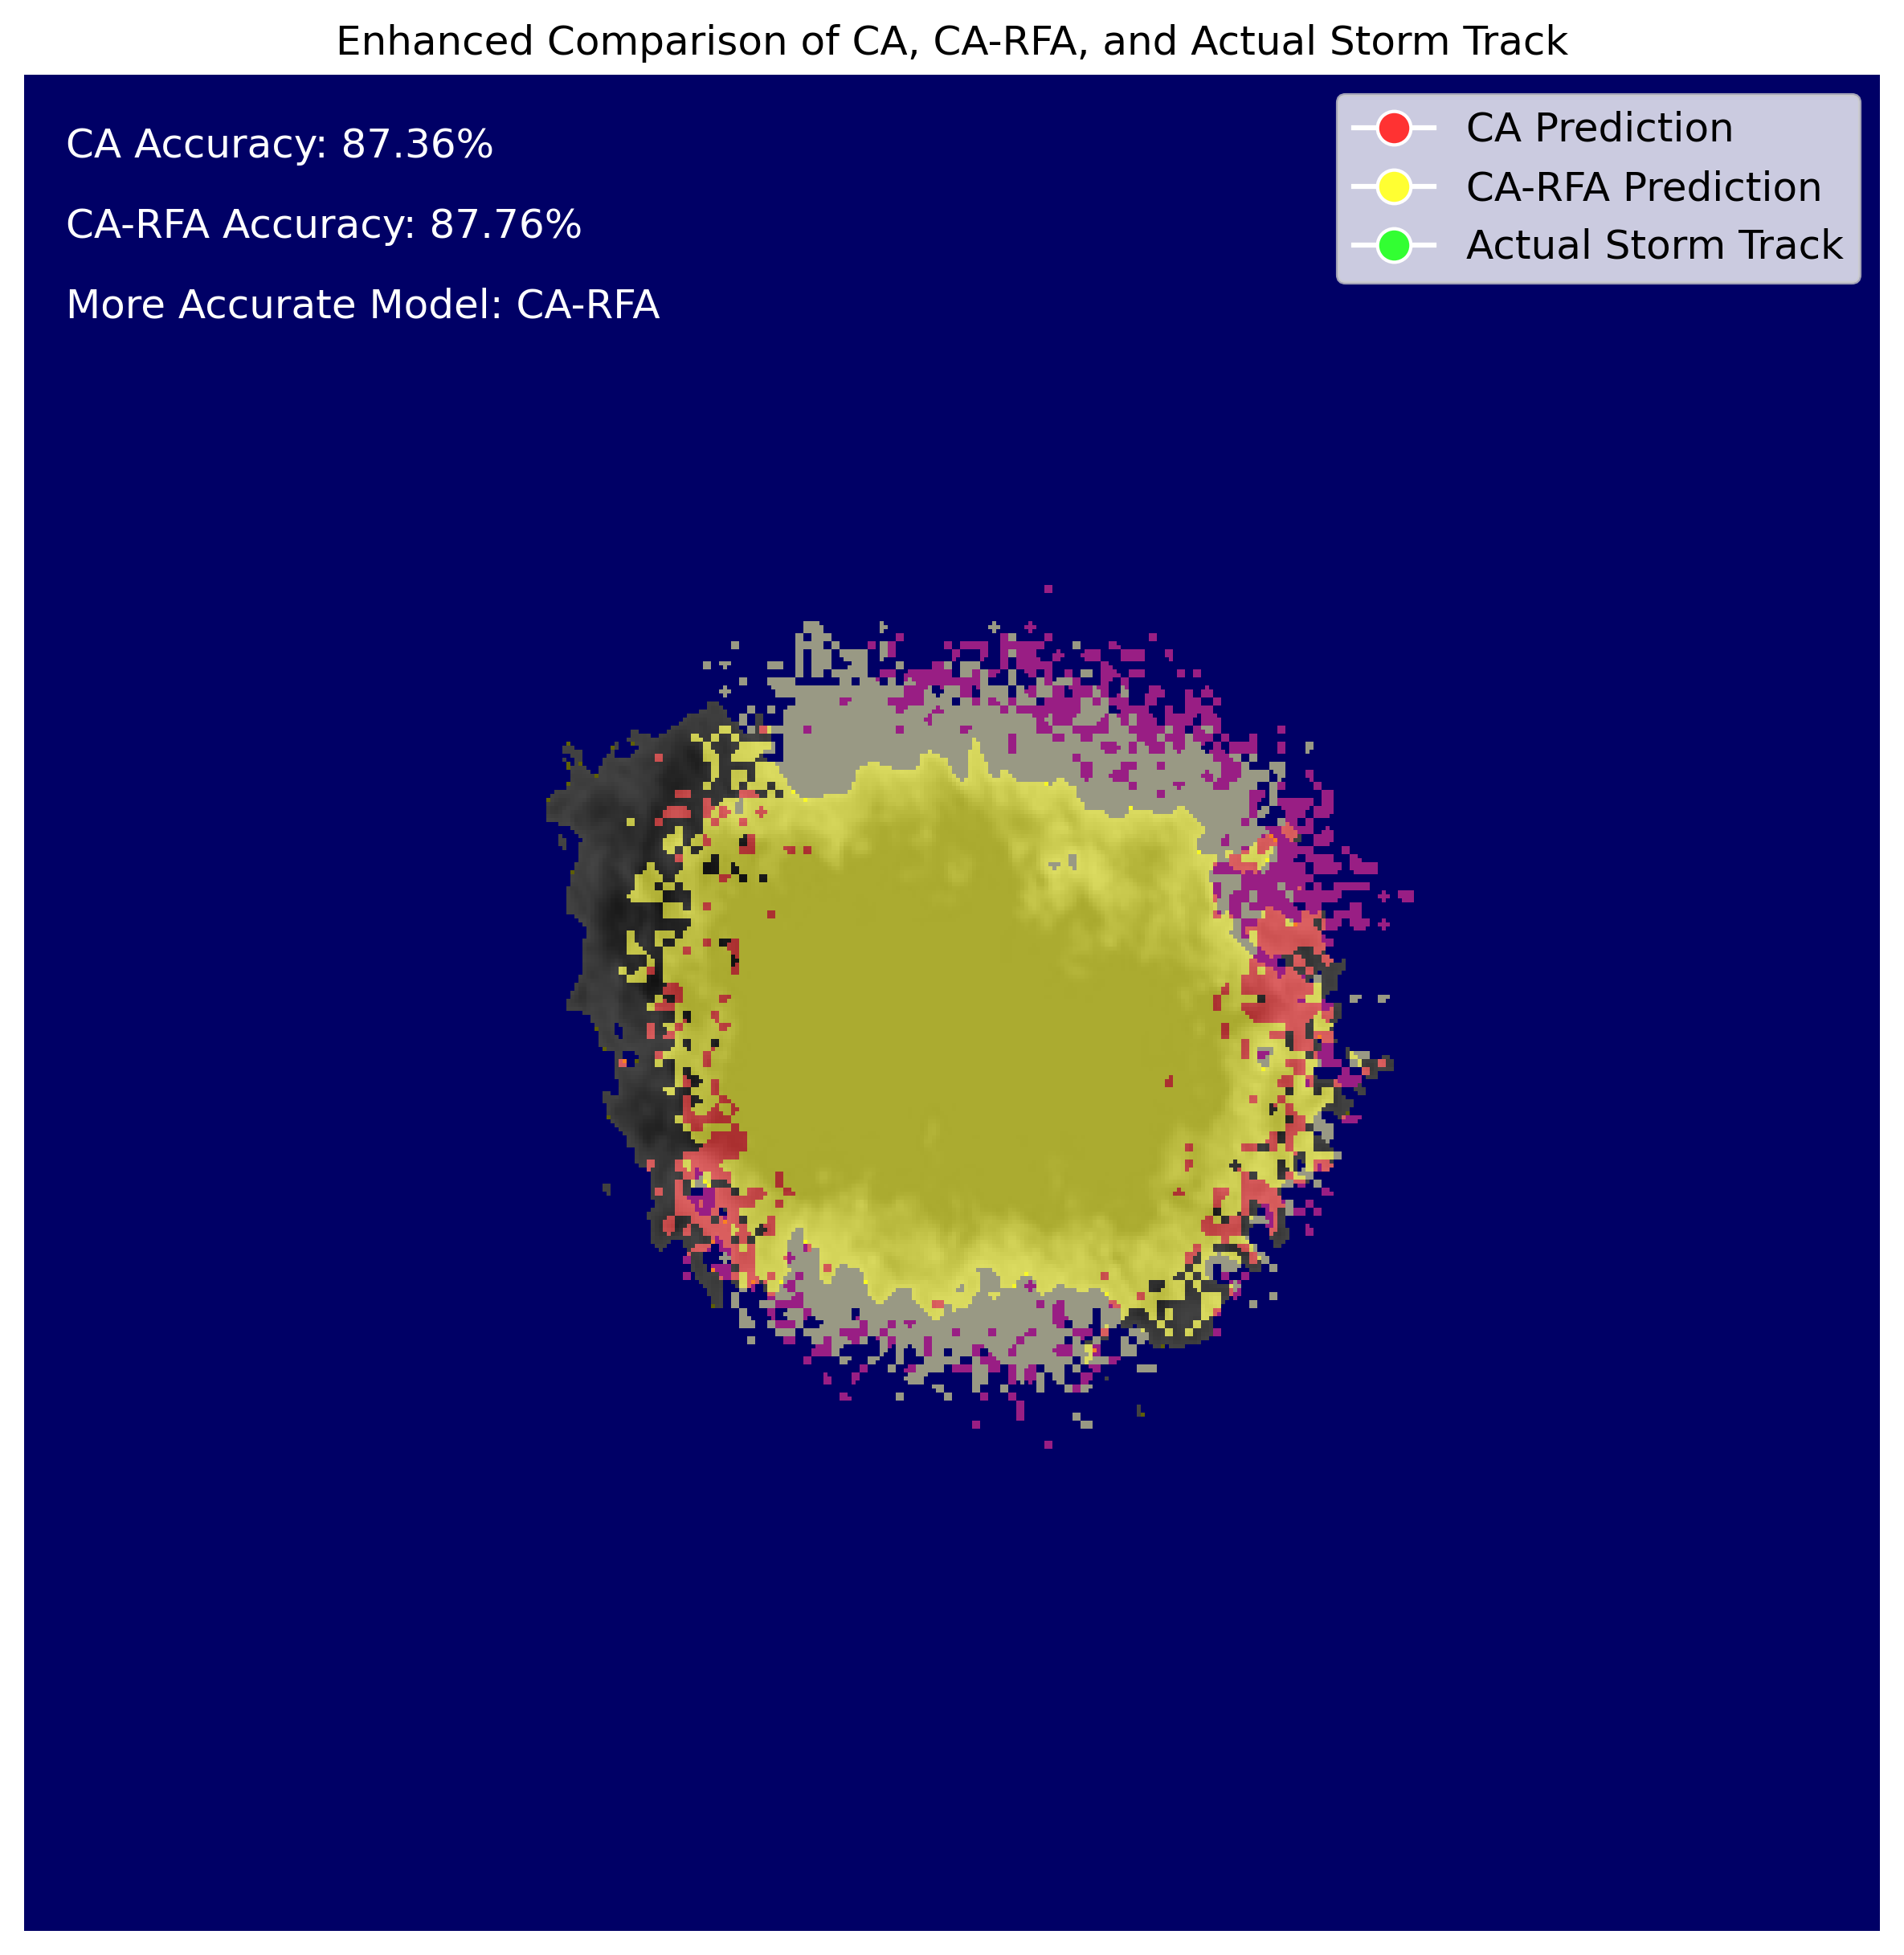 Enhanced Comparison of CA, CA-RFA, and Actual Storm Track
CA Accuracy: 87.36%
CA-RFA Accuracy: 87.76%
More Accurate Model: CA-RFA
CA Prediction
CA-RFA Prediction
Actual Storm Track